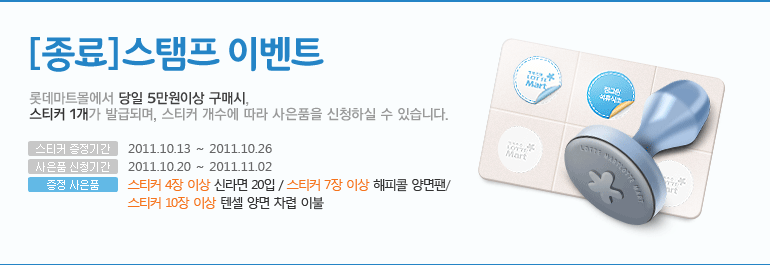 [종료]스탬프 이벤트
롯데마트몰에서 당일 5만원이상 구매시,
스티커 1개가 발급되며, 스티커 개수에 따라 사은품을 신청하실 수 있습니다.
스티커 증정기간 2011.10.13 ~ 2011.10.26
사은품 신청기간 2011.10.20 ~ 2011.11.02
증정 사은품 스티커 4장 이상 신라면 20입 / 스티커 7장 이상 해피콜 양면팬/
스티커 10장 이상 텐셀 양면 차렵 이불
LOTTE
Mart
LOTTE
Mart